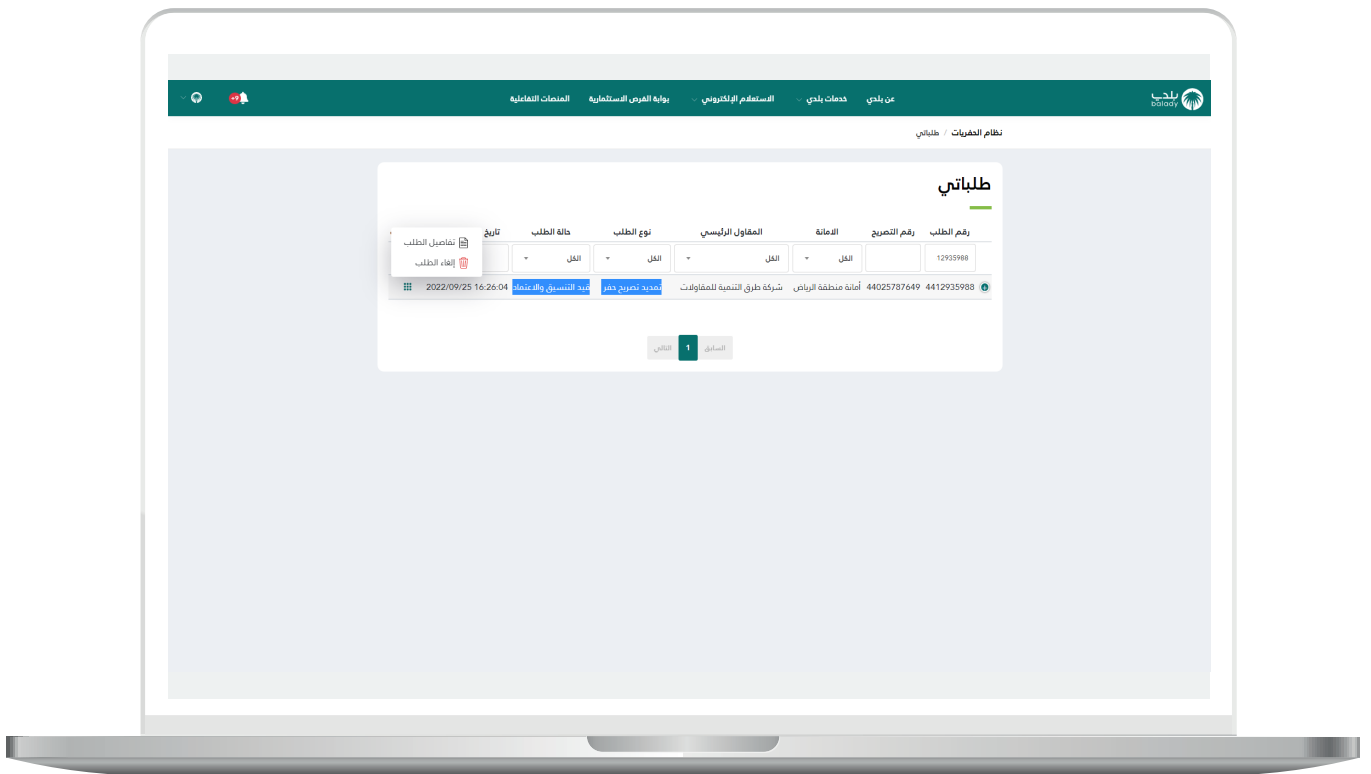 بلدي
balady
عن بلدي خدمات بلدي الاستعلام الإلكتروني بوابة الفرص الاستثمارية المنصات التفاعلية +9
نظام الحفريات / طلباتي
طلباتي
رقم الطلب رقم التصريح الامانة المقاول الرئيسي نوع الطلب حالة الطلب تاريخ
12935988 الكل الكل الكل الكل
تفاصيل الطلب
إلغاء الطلب
4412935988 44025787649 أمانة منطقة الرياض شركة طرق التنمية للمقاولات تمديد تصريح حفر قيد التنسيق والاعتماد 2022/09/25 16:26:04
السابق 1 التالي